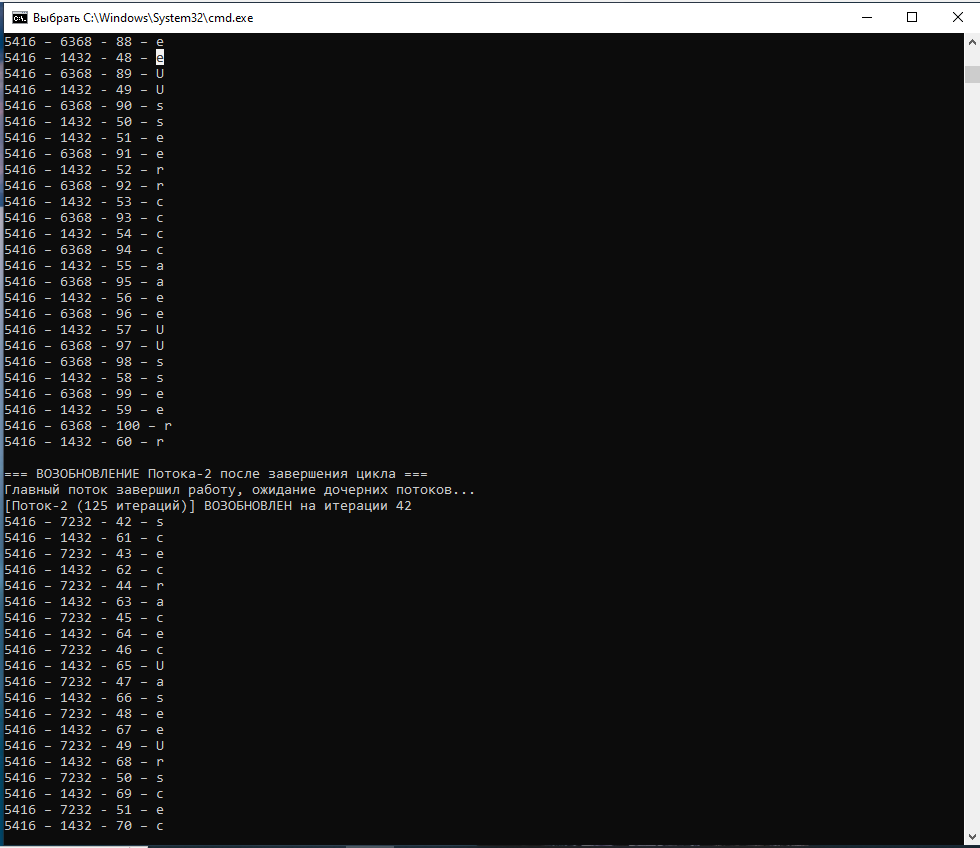 Выбрать C:\Windows\System32\cmd.exe
5416 – 6368 - 88 – e
5416 – 1432 - 48 – e
5416 – 6368 - 89 – U
5416 – 1432 - 49 – U
5416 – 6368 - 90 – s
5416 – 1432 - 50 – s
5416 – 1432 - 51 – e
5416 – 6368 - 91 – e
5416 – 1432 - 52 – r
5416 – 6368 - 92 – r
5416 – 1432 - 53 – c
5416 – 6368 - 93 – c
5416 – 1432 - 54 – c
5416 – 6368 - 94 – c
5416 – 1432 - 55 – a
5416 – 6368 - 95 – a
5416 – 1432 - 56 – e
5416 – 6368 - 96 – e
5416 – 1432 - 57 – U
5416 – 6368 - 97 – U
5416 – 6368 - 98 – s
5416 – 1432 - 58 – s
5416 – 6368 - 99 – e
5416 – 1432 - 59 – e
5416 – 6368 - 100 – r
5416 – 1432 - 60 – r
=== ВОЗОБНОВЛЕНИЕ Потока-2 после завершения цикла ===
Главный поток завершил работу, ожидание дочерних потоков...
[Поток-2 (125 итераций)] ВОЗОБНОВЛЕН на итерации 42
5416 – 7232 - 42 – s
5416 – 1432 - 61 – c
5416 – 7232 - 43 – e
5416 – 1432 - 62 – c
5416 – 7232 - 44 – r
5416 – 1432 - 63 – a
5416 – 7232 - 45 – c
5416 – 1432 - 64 – e
5416 – 7232 - 46 – c
5416 – 1432 - 65 – U
5416 – 7232 - 47 – a
5416 – 1432 - 66 – s
5416 – 7232 - 48 – e
5416 – 1432 - 67 – e
5416 – 7232 - 49 – U
5416 – 1432 - 68 – r
5416 – 7232 - 50 – s
5416 – 1432 - 69 – c
5416 – 7232 - 51 – e
5416 – 1432 - 70 – c